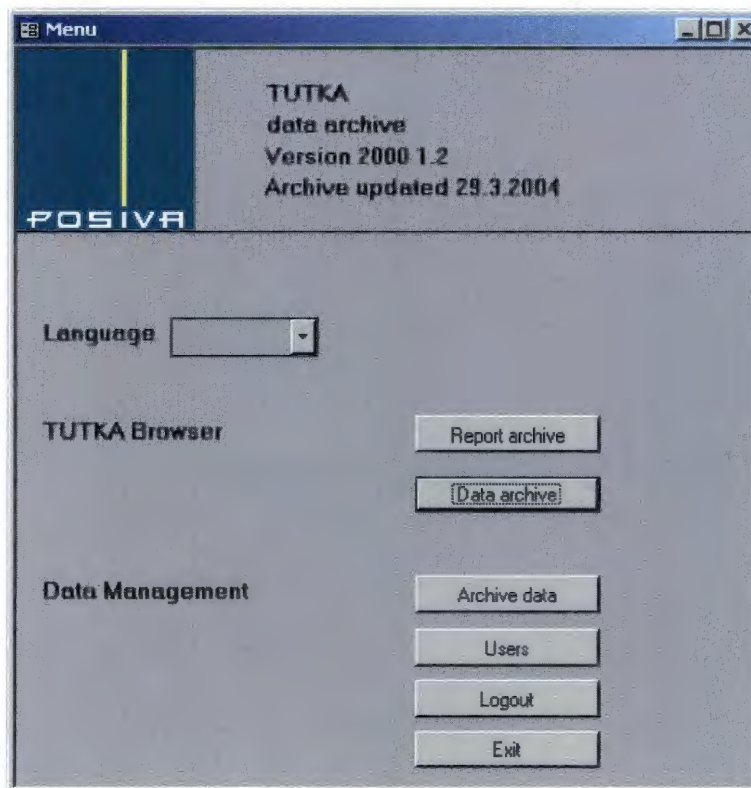 Menu
TUTKA
data archive
Version 2000 1.2
Archive updated 29.3.2004
POSIVA
Language
TUTKA Browser
Report archive
Data archive
Data Management
Archive data
Users
Logout
Exit